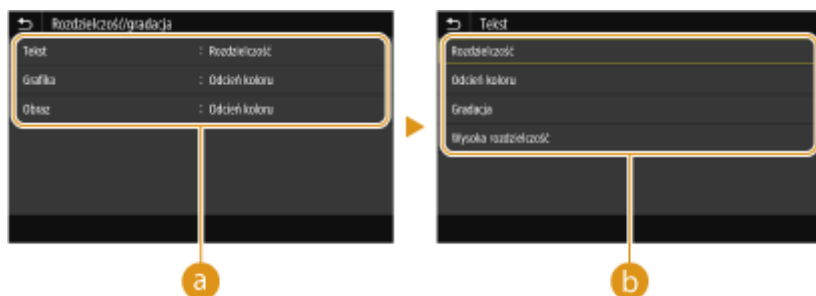 Rozdzielczość/gradacja
Tekst : Rozdzielczość
Grafika : Odcień koloru
Obraz : Odcień koloru
a
Tekst
Rozdzielczość
Odcień koloru
Gradacja
Wysoka rozdzielczość
b